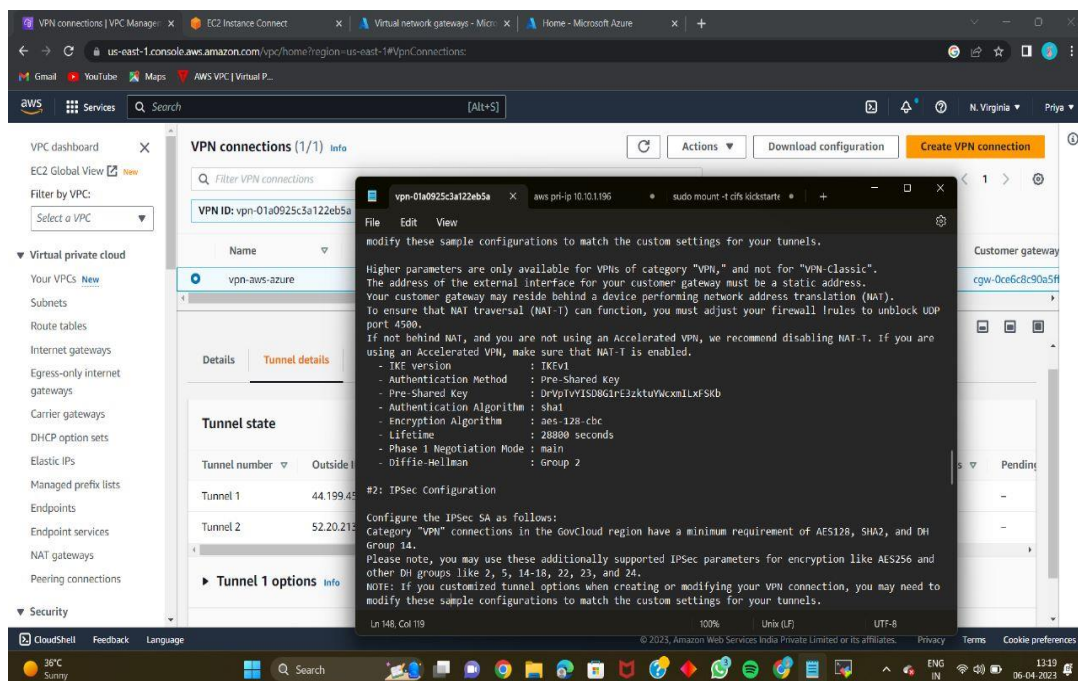 VPN connections | VPC Manager
EC2 Instance Connect
Virtual network gateways - Micro
Home - Microsoft Azure
us-east-1.console.aws.amazon.com/vpc/home?region=us-east-1#VpnConnections:
Gmail
YouTube
Maps
AWS VPC | Virtual P...
aws
Services
Search
[Alt+S]
N. Virginia
Priya
VPC dashboard
EC2 Global View
New
Filter by VPC:
Select a VPC
Virtual private cloud
Your VPCs New
Subnets
Route tables
Internet gateways
Egress-only internet
gateways
Carrier gateways
DHCP option sets
Elastic IPs
Managed prefix lists
Endpoints
Endpoint services
NAT gateways
Peering connections
Security
VPN connections (1/1) Info
Actions
Download configuration
Create VPN connection
Filter VPN connections
1
VPN ID: vpn-01a0925c3a122eb5a
Name
Customer gateway
vpn-aws-azure
cgw-0ce6c8c90a5ff
Details
Tunnel details
Tunnel state
Tunnel number
Outside I
Pending
Tunnel 1
44.199.45
–
Tunnel 2
52.20.213
–
Tunnel 1 options Info
vpn-01a0925c3a122eb5a
aws pri-ip 10.10.1.196
sudo mount -t cifs kickstarte
File Edit View
modify these sample configurations to match the custom settings for your tunnels.
Higher parameters are only available for VPNs of category "VPN," and not for "VPN-Classic".
The address of the external interface for your customer gateway must be a static address.
Your customer gateway may reside behind a device performing network address translation (NAT).
To ensure that NAT traversal (NAT-T) can function, you must adjust your firewall !rules to unblock UDP
port 4500.
If not behind NAT, and you are not using an Accelerated VPN, we recommend disabling NAT-T. If you are
using an Accelerated VPN, make sure that NAT-T is enabled.
- IKE version : IKEv1
- Authentication Method : Pre-Shared Key
- Pre-Shared Key : DrVpTvYISD8G1rE3zktuYWcxmILxFSKb
- Authentication Algorithm : sha1
- Encryption Algorithm : aes-128-cbc
- Lifetime : 28800 seconds
- Phase 1 Negotiation Mode : main
- Diffie-Hellman : Group 2
#2: IPSec Configuration
Configure the IPSec SA as follows:
Category "VPN" connections in the GovCloud region have a minimum requirement of AES128, SHA2, and DH
Group 14.
Please note, you may use these additionally supported IPSec parameters for encryption like AES256 and
other DH groups like 2, 5, 14-18, 22, 23, and 24.
NOTE: If you customized tunnel options when creating or modifying your VPN connection, you may need to
modify these sample configurations to match the custom settings for your tunnels.
Ln 148, Col 119
100%
Unix (LF)
UTF-8
CloudShell
Feedback
Language
© 2023, Amazon Web Services India Private Limited or its affiliates.
Privacy
Terms
Cookie preferences
36°C
Sunny
Search
ENG
IN
13:19
06-04-2023